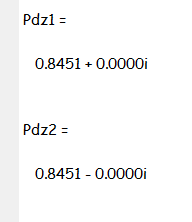 Pdz1 =
0.8451 + 0.0000i
Pdz2 =
0.8451 - 0.0000i